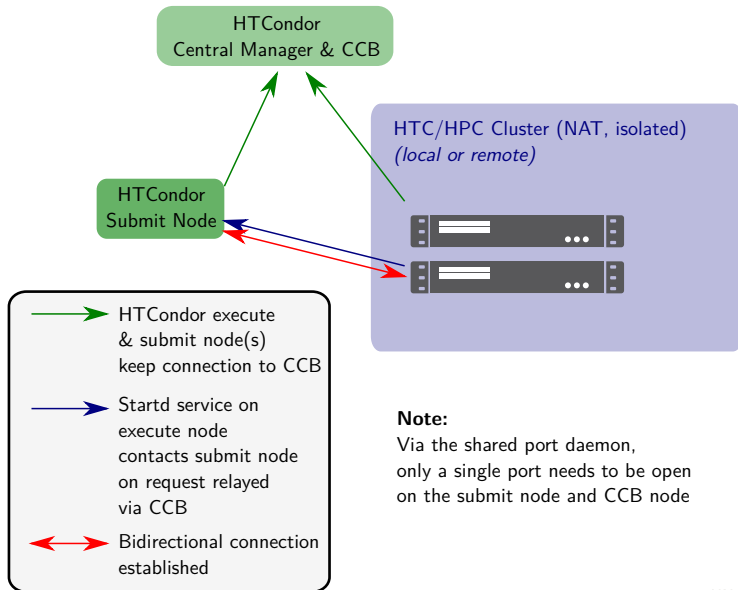 HTCondor
Central Manager & CCB
HTC/HPC Cluster (NAT, isolated)
(local or remote)
HTCondor
Submit Node
HTCondor execute
& submit node(s)
keep connection to CCB
Startd service on
execute node
contacts submit node
on request relayed
via CCB
Bidirectional connection
established
Note:
Via the shared port daemon,
only a single port needs to be open
on the submit node and CCB node